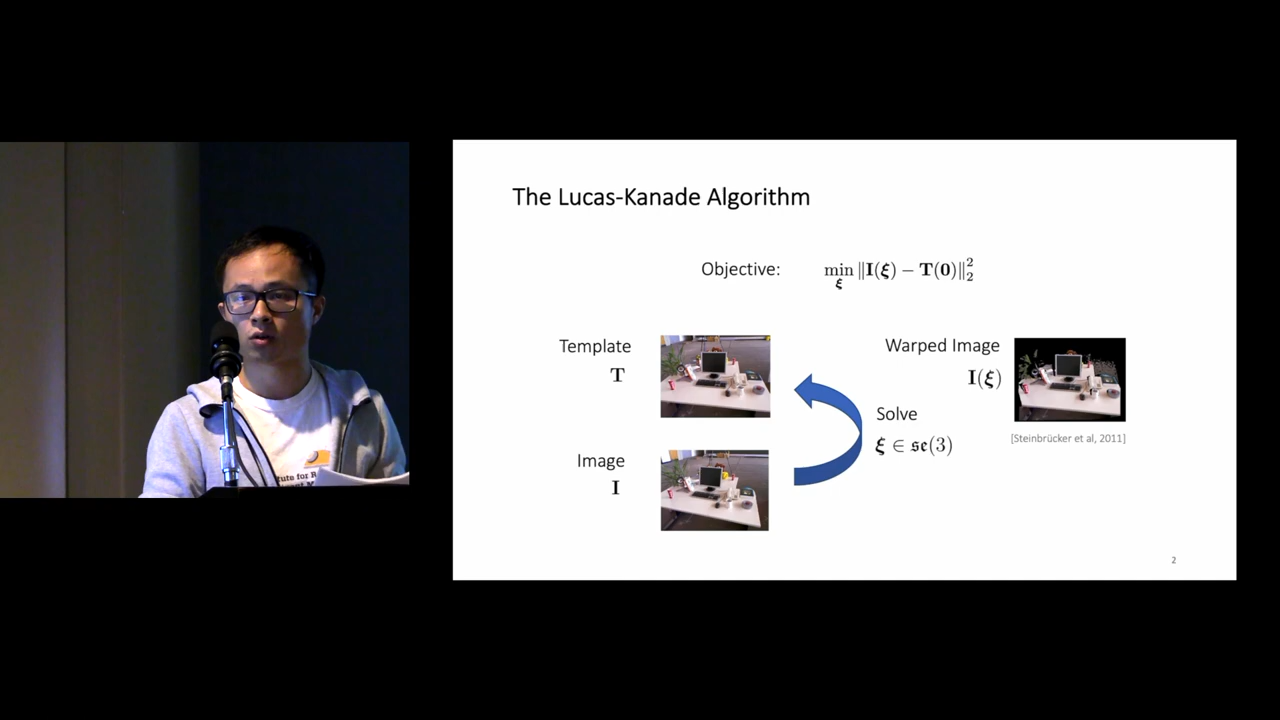 The Lucas-Kanade Algorithm
Objective: min ‖I(ξ) − T(0)‖₂²
ξ
Template
T
Warped Image
I(ξ)
Solve
ξ ∈ 𝔰𝔢(3)
[Steinbrücker et al, 2011]
Image
I
2